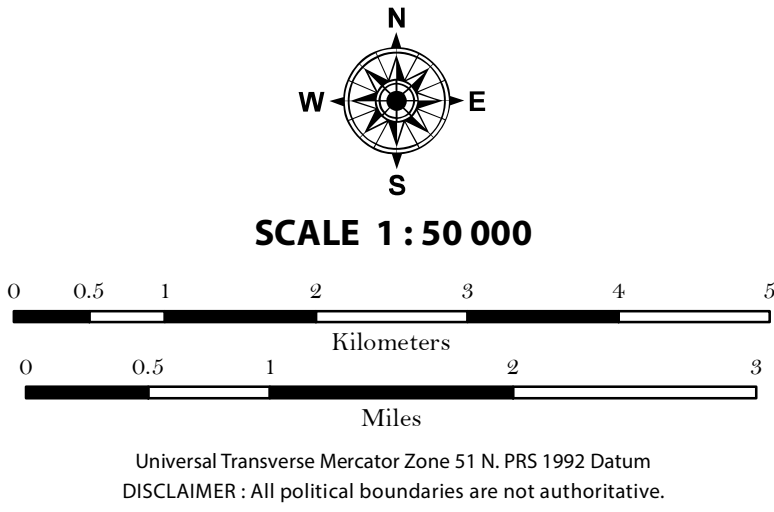 N
W E
S
SCALE 1 : 50 000
0 0.5 1 2 3 4 5
Kilometers
0 0.5 1 2 3
Miles
Universal Transverse Mercator Zone 51 N. PRS 1992 Datum
DISCLAIMER : All political boundaries are not authoritative.